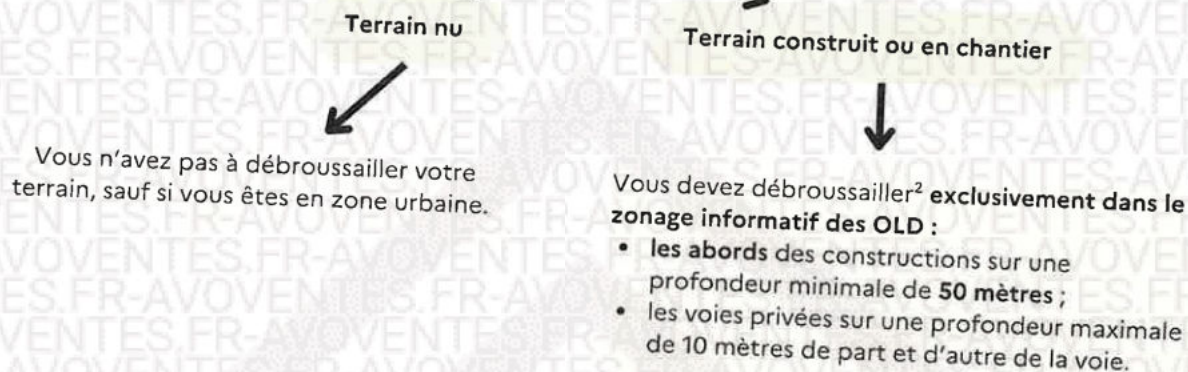 Terrain nu
Terrain construit ou en chantier
Vous n'avez pas à débroussailler votre
terrain, sauf si vous êtes en zone urbaine.
Vous devez débroussailler² exclusivement dans le
zonage informatif des OLD :
• les abords des constructions sur une
profondeur minimale de 50 mètres ;
• les voies privées sur une profondeur maximale
de 10 mètres de part et d'autre de la voie.